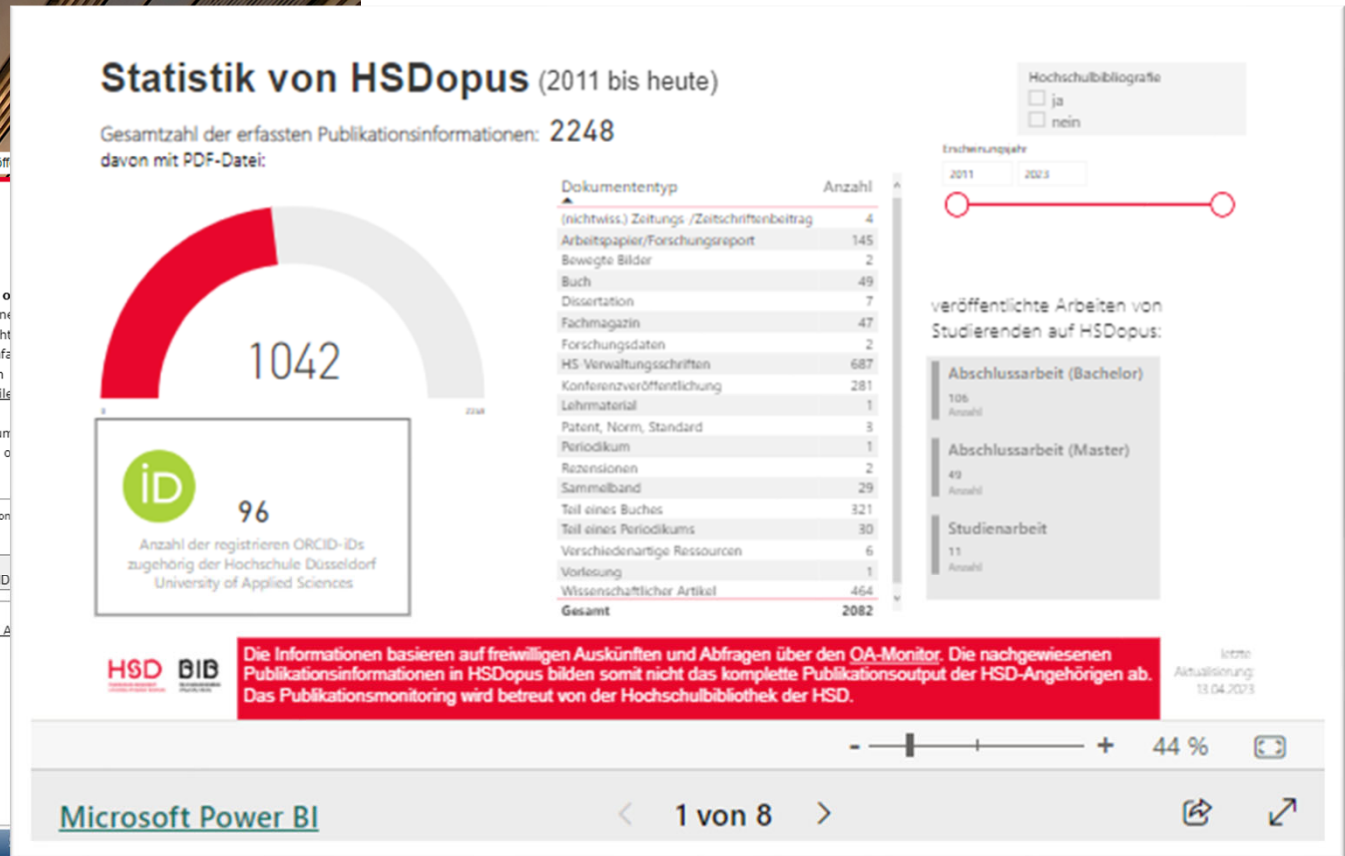 Statistik von HSDopus (2011 bis heute)
Gesamtzahl der erfassten Publikationsinformationen: 2248
davon mit PDF-Datei:
1042
0
2248
iD
96
Anzahl der registrieren ORCID-iDs
zugehörig der Hochschule Düsseldorf
University of Applied Sciences
Dokumententyp Anzahl
(nichtwiss.) Zeitungs-/Zeitschriftenbeitrag 4
Arbeitspapier/Forschungsreport 145
Bewegte Bilder 2
Buch 49
Dissertation 7
Fachmagazin 47
Forschungsdaten 2
HS-Verwaltungsschriften 687
Konferenzveröffentlichung 281
Lehrmaterial 1
Patent, Norm, Standard 3
Periodikum 1
Rezensionen 2
Sammelband 29
Teil eines Buches 321
Teil eines Periodikums 30
Verschiedenartige Ressourcen 6
Vorlesung 1
Wissenschaftlicher Artikel 464
Gesamt 2082
Hochschulbibliografie
ja
nein
Erscheinungsjahr
2011 2023
veröffentlichte Arbeiten von
Studierenden auf HSDopus:
Abschlussarbeit (Bachelor)
106
Anzahl
Abschlussarbeit (Master)
49
Anzahl
Studienarbeit
11
Anzahl
HSD BIB
Die Informationen basieren auf freiwilligen Auskünften und Abfragen über den OA-Monitor. Die nachgewiesenen
Publikationsinformationen in HSDopus bilden somit nicht das komplette Publikationsoutput der HSD-Angehörigen ab.
Das Publikationsmonitoring wird betreut von der Hochschulbibliothek der HSD.
letzte
Aktualisierung:
13.04.2023
- + 44 %
Microsoft Power BI
1 von 8